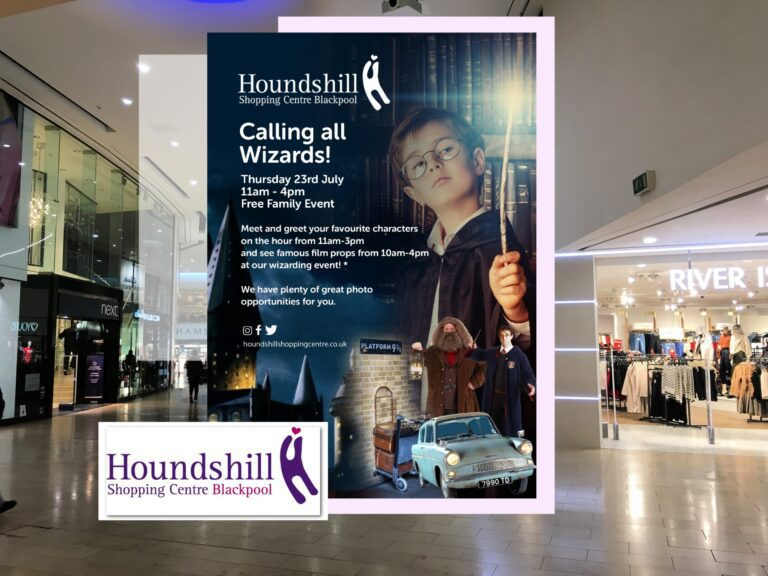 Houndshill
Shopping Centre Blackpool
Calling all
Wizards!
Thursday 23rd July
11am - 4pm
Free Family Event
Meet and greet your favourite characters
on the hour from 11am-3pm
and see famous film props from 10am-4pm
at our wizarding event! *
We have plenty of great photo
opportunities for you.
houndshillshoppingcentre.co.uk
PLATFORM 9¾
7990 TD
next
RIVER IS
Houndshill
Shopping Centre Blackpool